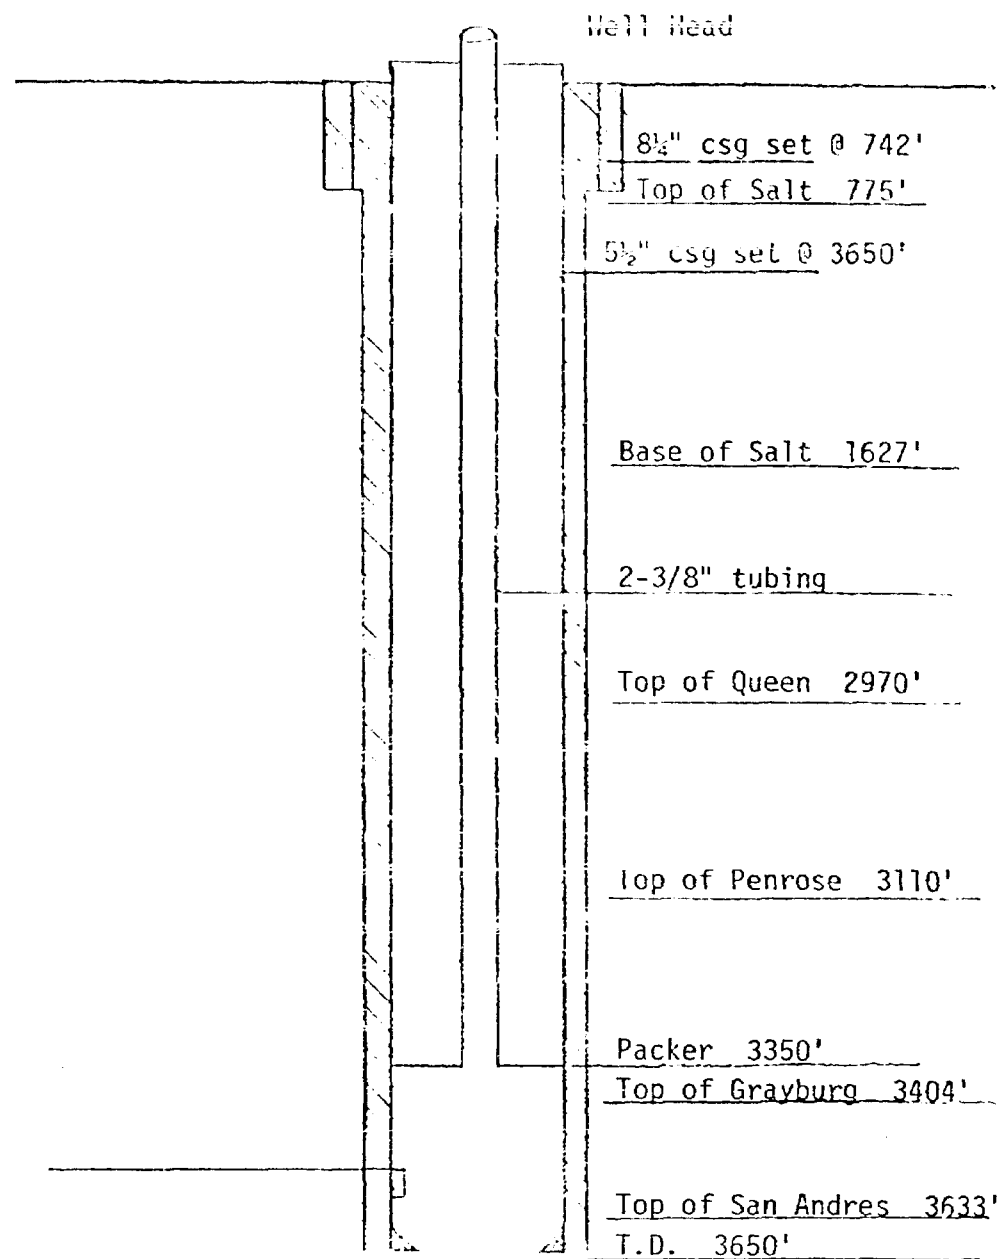 Well Head
8¼" csg set @ 742'
Top of Salt 775'
5½" csg set @ 3650'
Base of Salt 1627'
2-3/8" tubing
Top of Queen 2970'
Top of Penrose 3110'
Packer 3350'
Top of Grayburg 3404'
Top of San Andres 3633'
T.D. 3650'